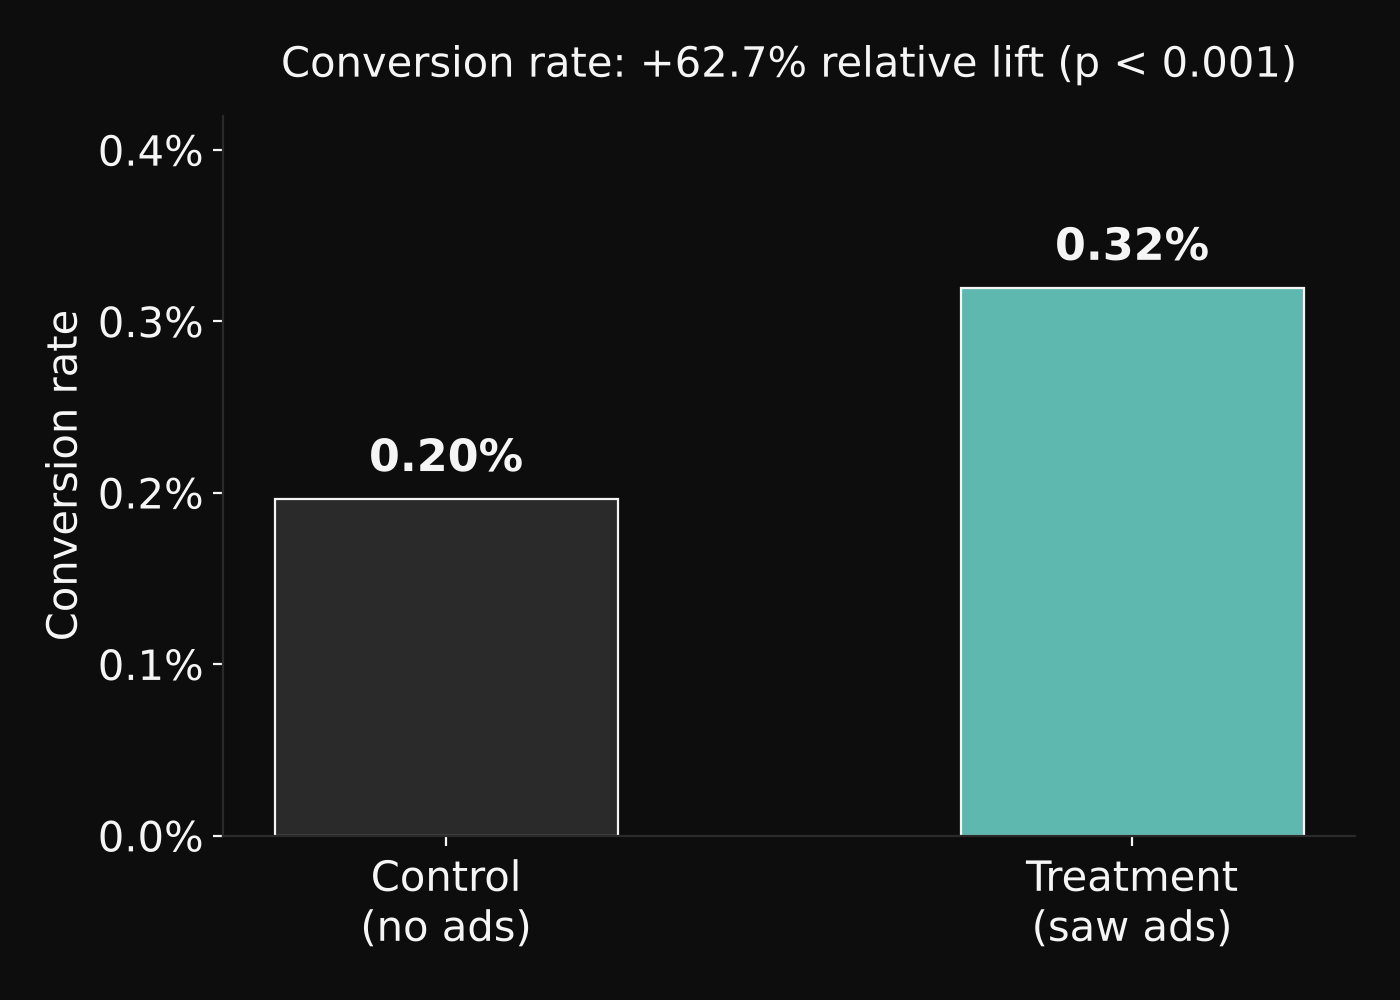 Conversion rate: +62.7% relative lift (p < 0.001)
0.4%
0.3%
0.2%
0.1%
0.0%
Conversion rate
0.20%
0.32%
Control
(no ads)
Treatment
(saw ads)